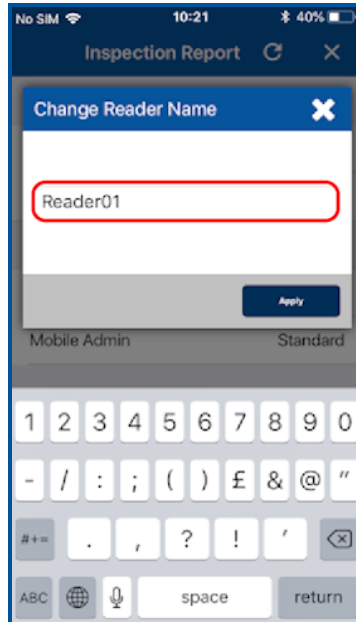 No SIM 10:21 40%
Inspection Report
Change Reader Name
Reader01
Apply
Mobile Admin Standard
1 2 3 4 5 6 7 8 9 0
- / : ; ( ) £ & @ "
#+= . , ? ! '
ABC space return